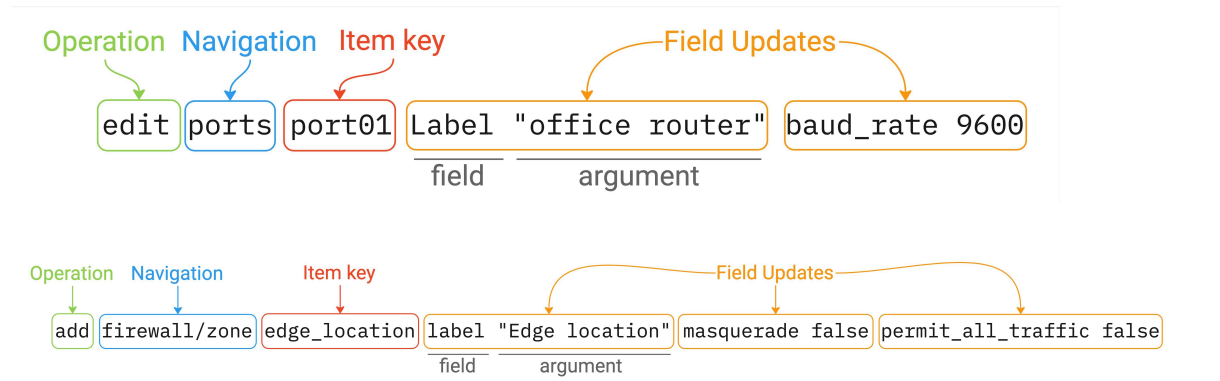 Operation Navigation Item key Field Updates
edit ports port01 Label "office router" baud_rate 9600
field argument
Operation Navigation Item key Field Updates
add firewall/zone edge_location label "Edge location" masquerade false permit_all_traffic false
field argument